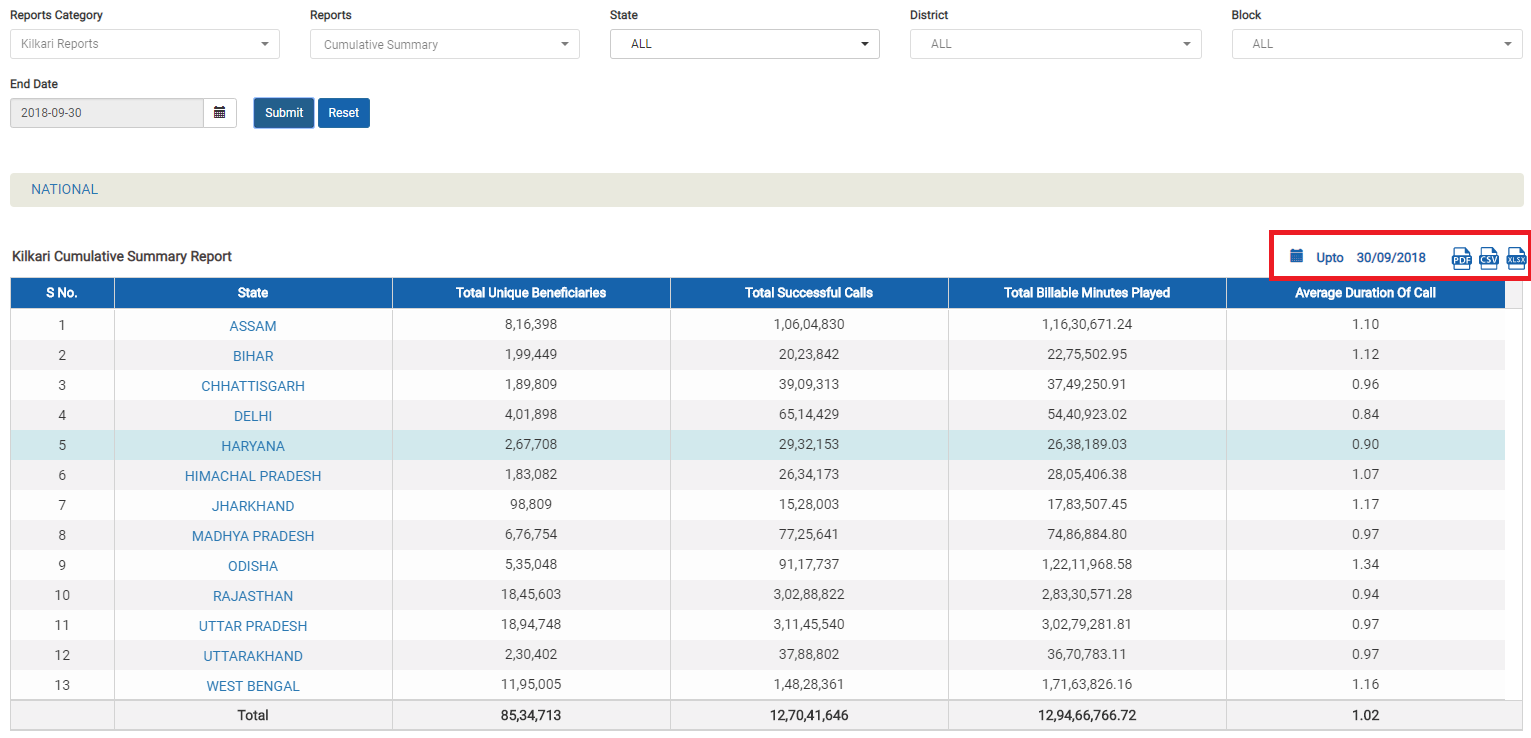 Reports Category Reports State District Block
Kilkari Reports Cumulative Summary ALL ALL ALL
End Date
2018-09-30 Submit Reset
NATIONAL
Kilkari Cumulative Summary Report Upto 30/09/2018 PDF CSV XLSX
S No. State Total Unique Beneficiaries Total Successful Calls Total Billable Minutes Played Average Duration Of Call
1 ASSAM 8,16,398 1,06,04,830 1,16,30,671.24 1.10
2 BIHAR 1,99,449 20,23,842 22,75,502.95 1.12
3 CHHATTISGARH 1,89,809 39,09,313 37,49,250.91 0.96
4 DELHI 4,01,898 65,14,429 54,40,923.02 0.84
5 HARYANA 2,67,708 29,32,153 26,38,189.03 0.90
6 HIMACHAL PRADESH 1,83,082 26,34,173 28,05,406.38 1.07
7 JHARKHAND 98,809 15,28,003 17,83,507.45 1.17
8 MADHYA PRADESH 6,76,754 77,25,641 74,86,884.80 0.97
9 ODISHA 5,35,048 91,17,737 1,22,11,968.58 1.34
10 RAJASTHAN 18,45,603 3,02,88,822 2,83,30,571.28 0.94
11 UTTAR PRADESH 18,94,748 3,11,45,540 3,02,79,281.81 0.97
12 UTTARAKHAND 2,30,402 37,88,802 36,70,783.11 0.97
13 WEST BENGAL 11,95,005 1,48,28,361 1,71,63,826.16 1.16
Total 85,34,713 12,70,41,646 12,94,66,766.72 1.02